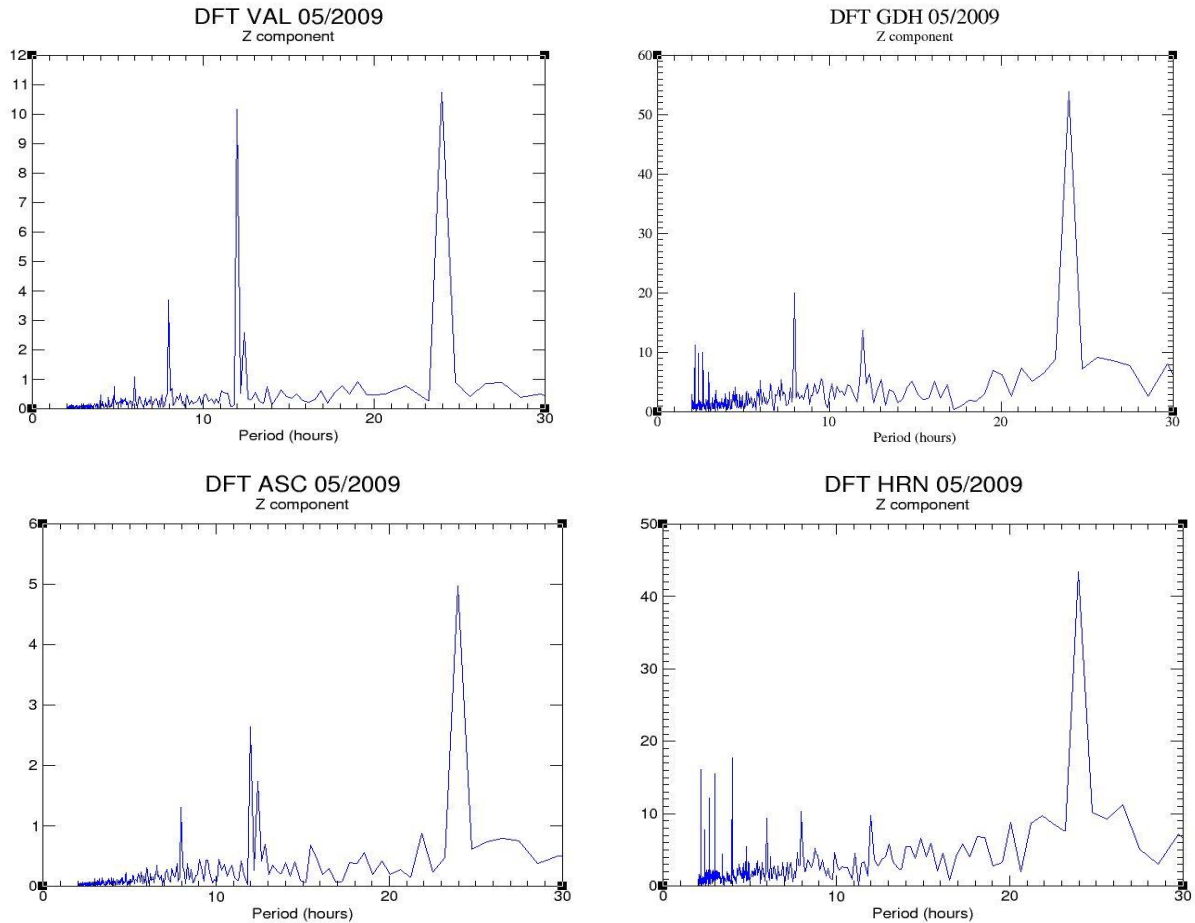 DFT VAL 05/2009
Z component
12
11
10
9
8
7
6
5
4
3
2
1
0
0 10 20 30
Period (hours)
DFT GDH 05/2009
Z component
60
50
40
30
20
10
0
0 10 20 30
Period (hours)
DFT ASC 05/2009
Z component
6
5
4
3
2
1
0
0 10 20 30
Period (hours)
DFT HRN 05/2009
Z component
50
40
30
20
10
0
0 10 20 30
Period (hours)